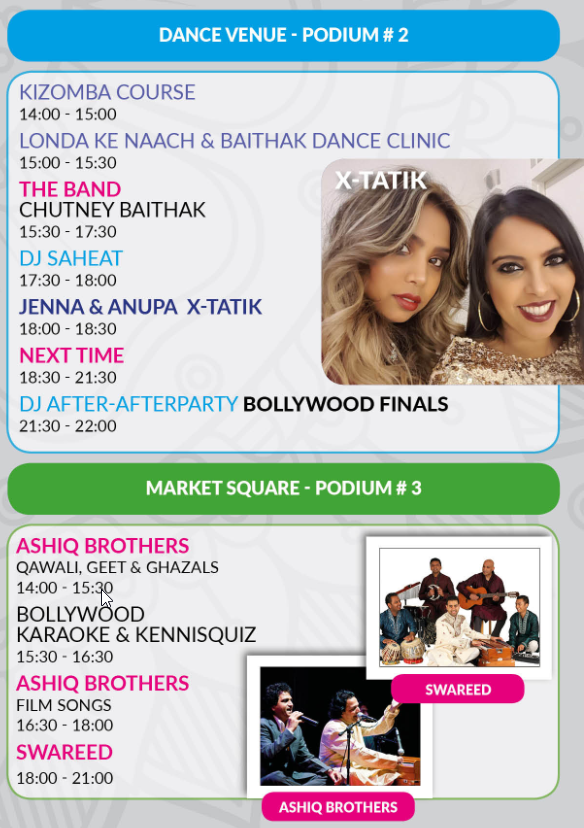 DANCE VENUE - PODIUM # 2
KIZOMBA COURSE
14:00 - 15:00
LONDA KE NAACH & BAITHAK DANCE CLINIC
15:00 - 15:30
THE BAND
CHUTNEY BAITHAK
15:30 - 17:30
DJ SAHEAT
17:30 - 18:00
JENNA & ANUPA X-TATIK
18:00 - 18:30
NEXT TIME
18:30 - 21:30
DJ AFTER-AFTERPARTY BOLLYWOOD FINALS
21:30 - 22:00
X-TATIK
MARKET SQUARE - PODIUM # 3
ASHIQ BROTHERS
QAWALI, GEET & GHAZALS
14:00 - 15:30
BOLLYWOOD
KARAOKE & KENNISQUIZ
15:30 - 16:30
ASHIQ BROTHERS
FILM SONGS
16:30 - 18:00
SWAREED
18:00 - 21:00
SWAREED
ASHIQ BROTHERS